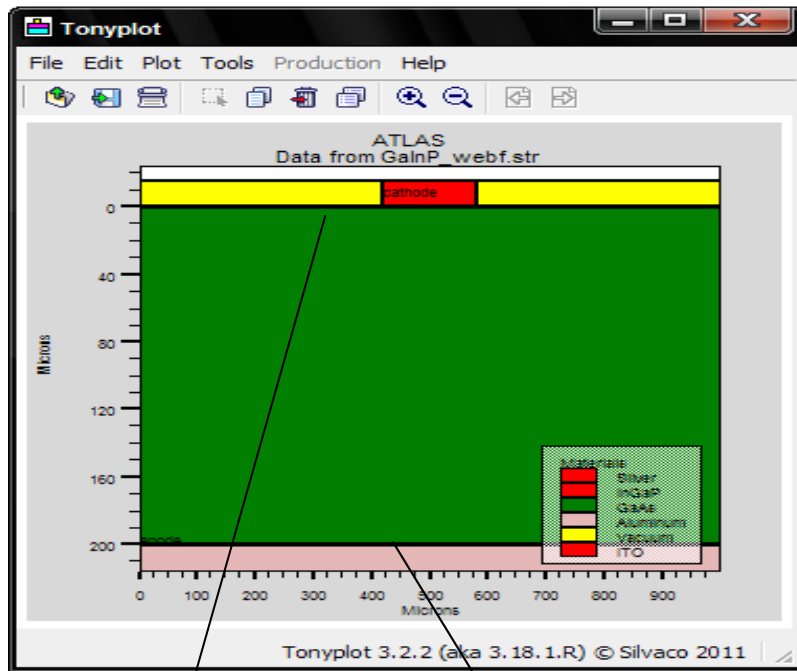 Tonyplot
File Edit Plot Tools Production Help
ATLAS
Data from GaInP_webf.str
cathode
0
40
80
120
160
200
Microns
anode
Materials
Silver
InGaP
GaAs
Aluminum
Vacuum
ITO
0 100 200 300 400 500 600 700 800 900
Microns
Tonyplot 3.2.2 (aka 3.18.1.R) © Silvaco 2011